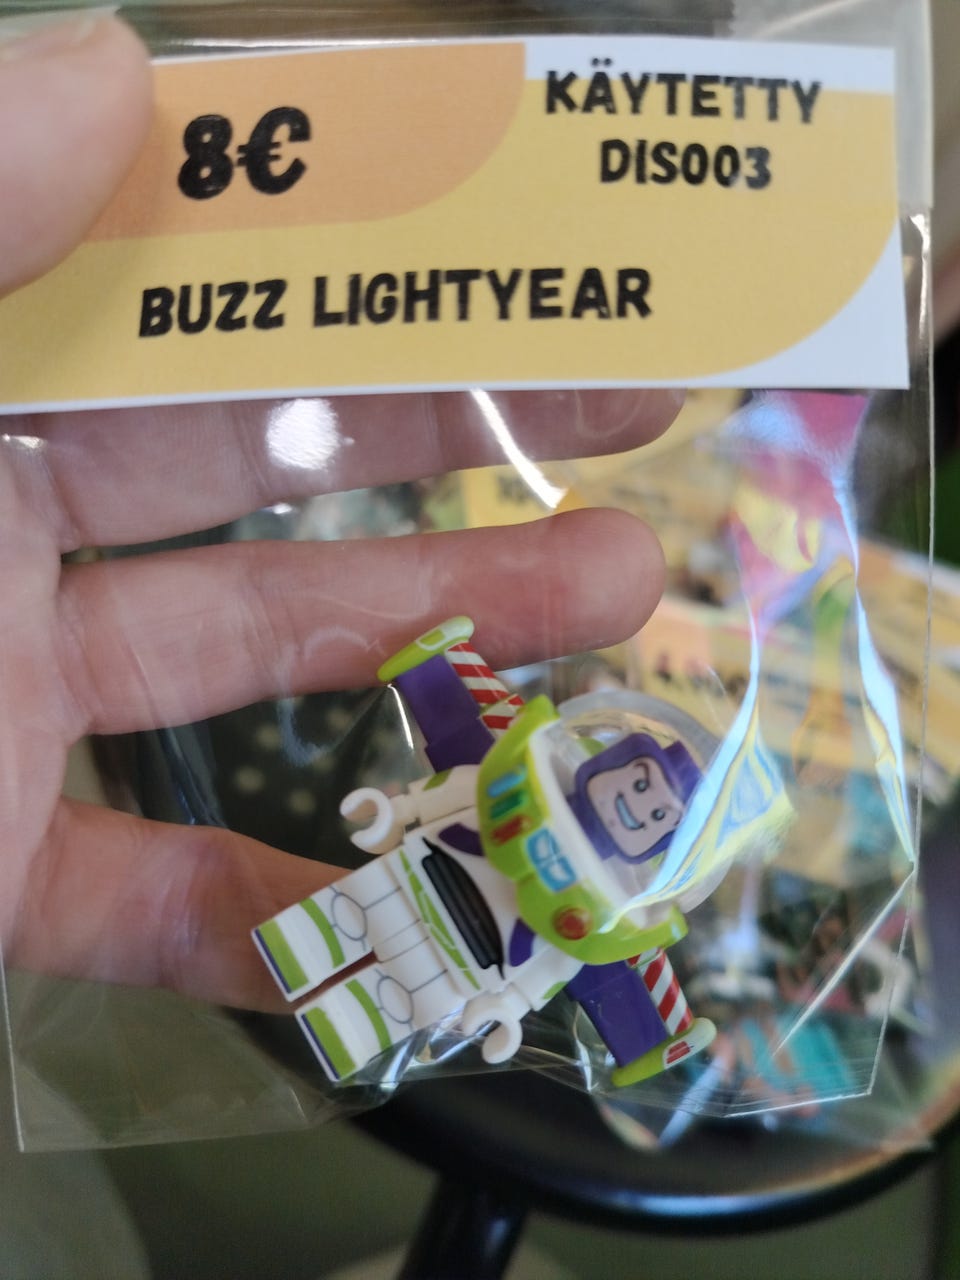 8€
KÄYTETTY
DIS003
BUZZ LIGHTYEAR